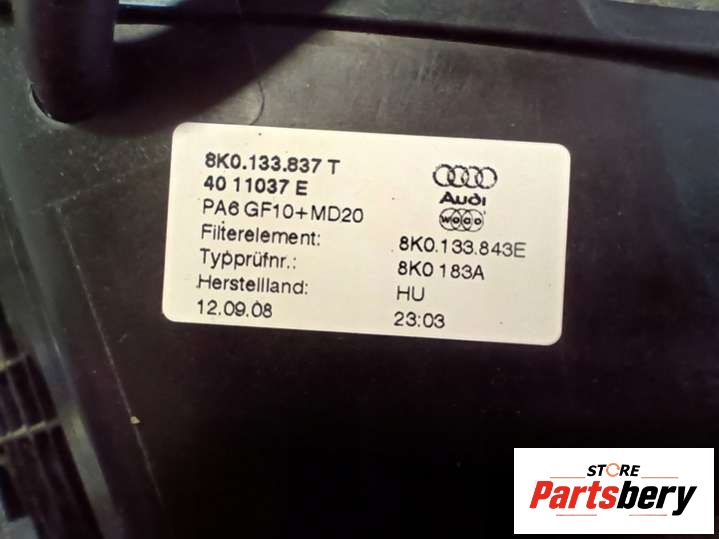 8K0.133.837 T
40 11037 E
PA6 GF10+MD20
Audi
WOCO
Filterelement: 8K0.133.843E
Typprüfnr.: 8K0 183A
Herstellland: HU
12.09.08 23:03
STORE
Partsbery